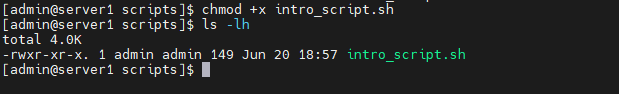 [admin@server1 scripts]$ chmod +x intro_script.sh
[admin@server1 scripts]$ ls -lh
total 4.0K
-rwxr-xr-x. 1 admin admin 149 Jun 20 18:57 intro_script.sh
[admin@server1 scripts]$